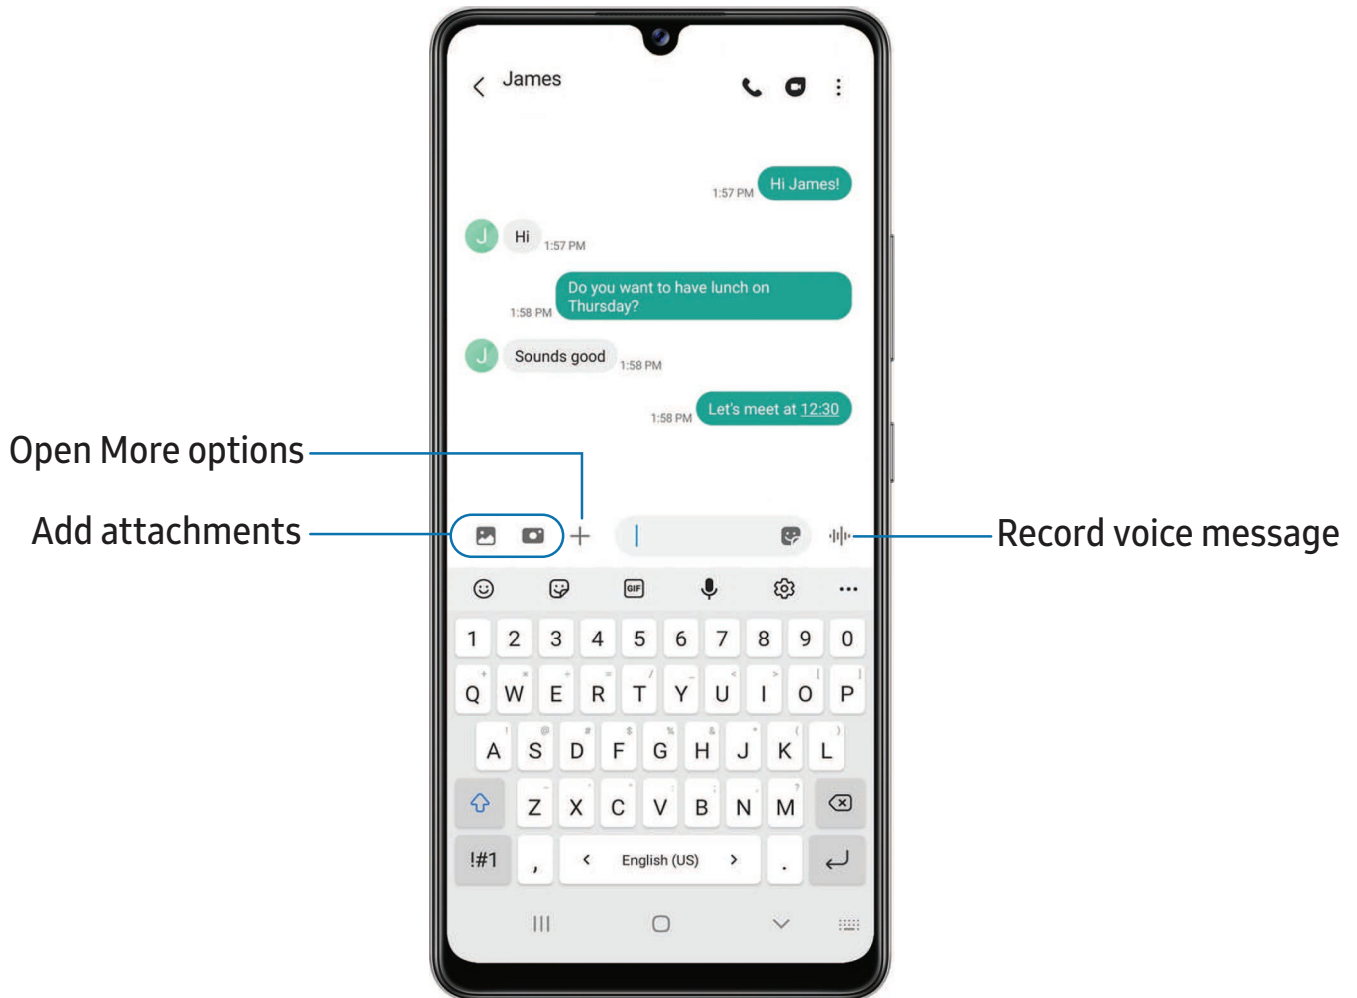 James
Hi James!
1:57 PM
J
Hi
1:57 PM
Do you want to have lunch on
Thursday?
1:58 PM
J
Sounds good
1:58 PM
1:58 PM
Let's meet at 12:30
Open More options
Add attachments
Record voice message
GIF
1 2 3 4 5 6 7 8 9 0
Q W E R T Y U I O P
A S D F G H J K L
Z X C V B N M
!#1 , < English (US) > .